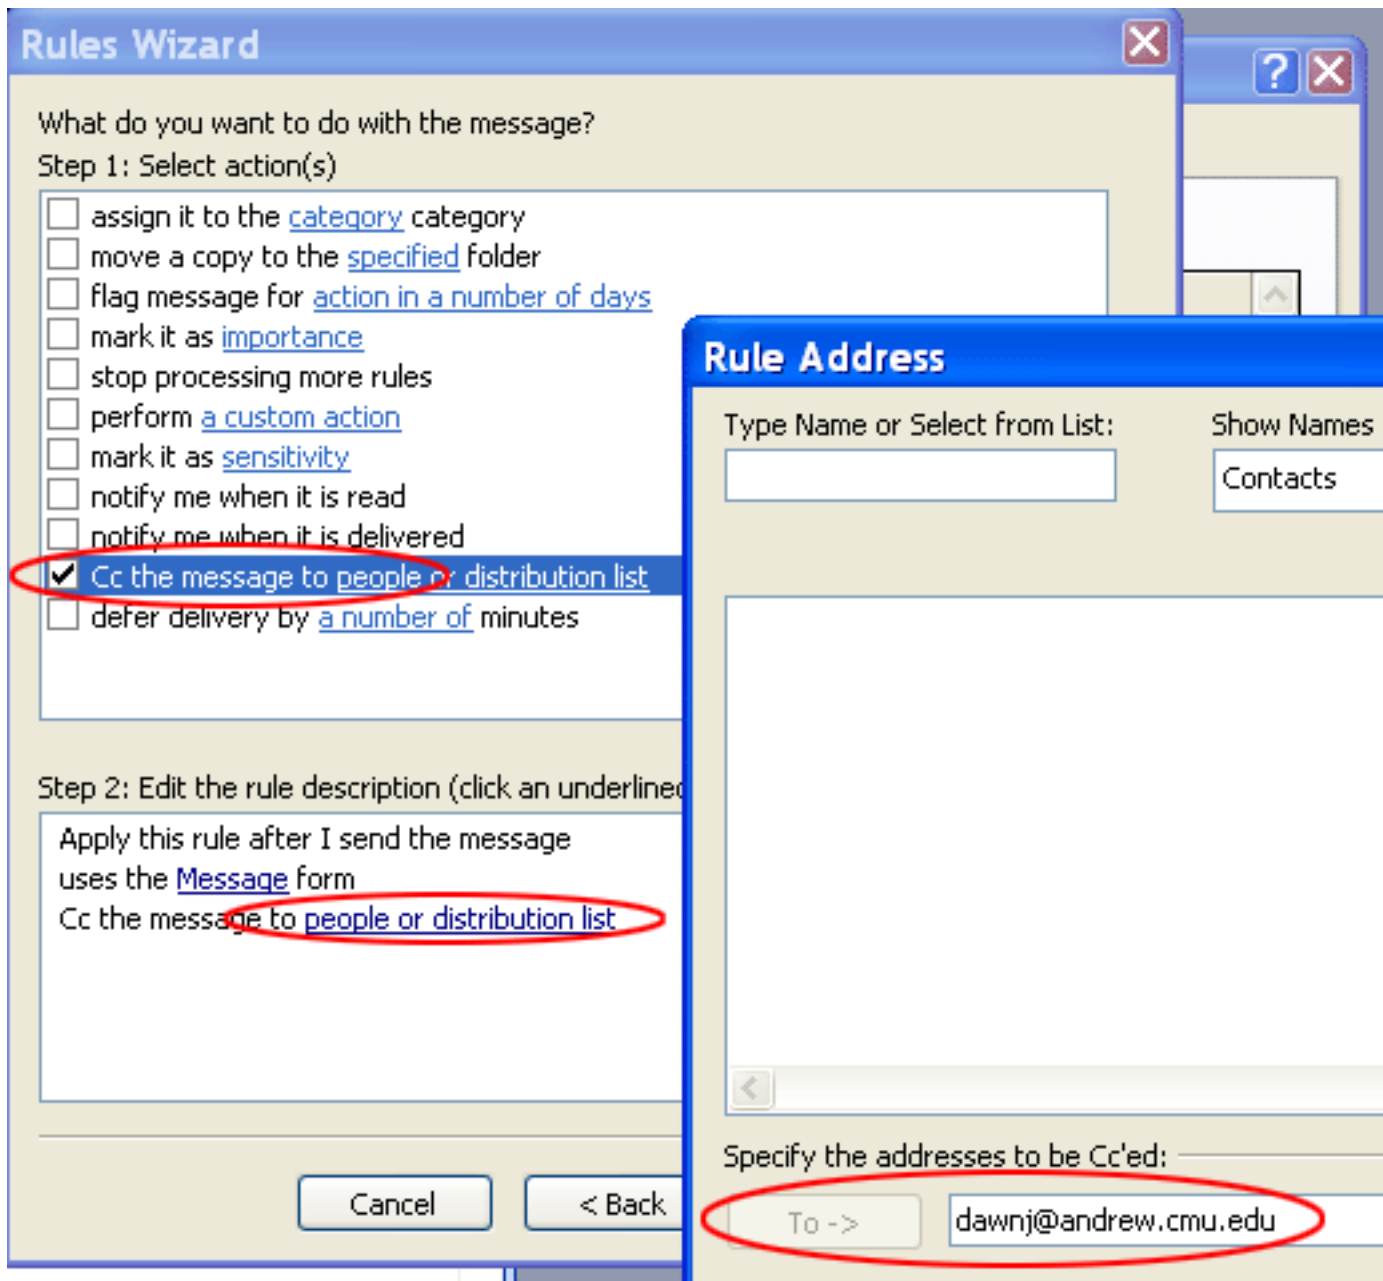 Rules Wizard
What do you want to do with the message?
Step 1: Select action(s)
assign it to the category category
move a copy to the specified folder
flag message for action in a number of days
mark it as importance
stop processing more rules
perform a custom action
mark it as sensitivity
notify me when it is read
notify me when it is delivered
Cc the message to people or distribution list
defer delivery by a number of minutes
Step 2: Edit the rule description (click an underlined
Apply this rule after I send the message
uses the Message form
Cc the message to people or distribution list
Cancel
< Back
Rule Address
Type Name or Select from List:
Show Names
Contacts
Specify the addresses to be Cc'ed:
To ->
dawnj@andrew.cmu.edu